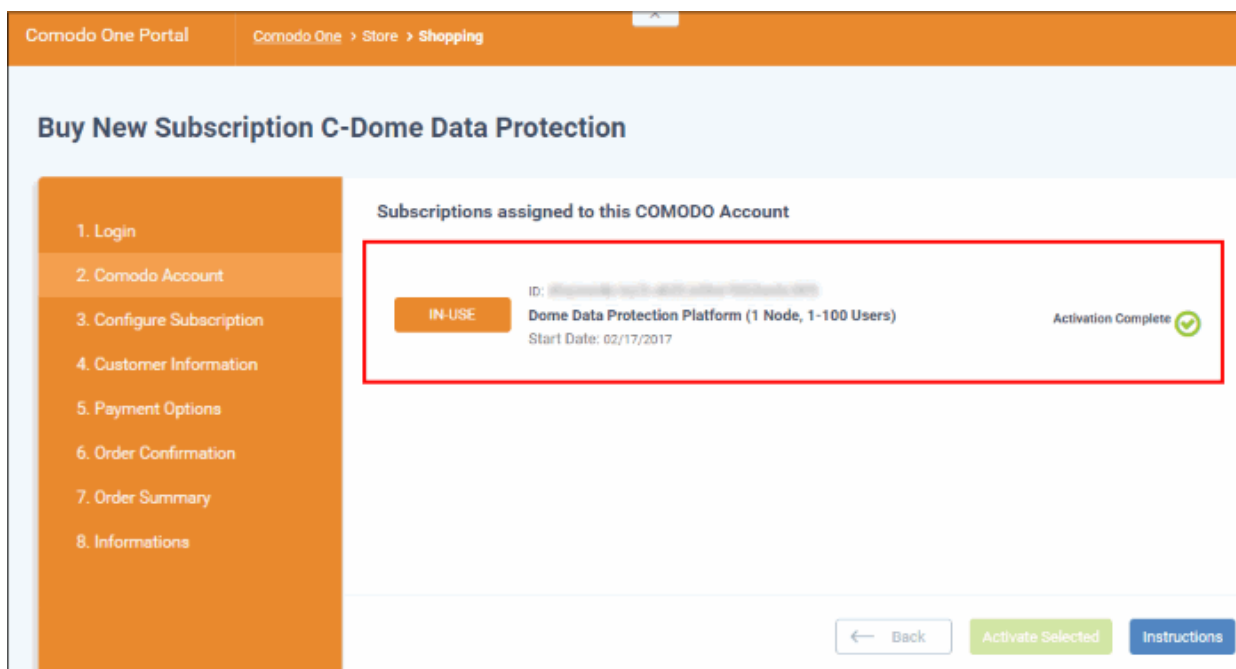 Comodo One Portal
Comodo One > Store > Shopping
Buy New Subscription C-Dome Data Protection
1. Login
2. Comodo Account
3. Configure Subscription
4. Customer Information
5. Payment Options
6. Order Confirmation
7. Order Summary
8. Informations
Subscriptions assigned to this COMODO Account
IN-USE
ID:
Dome Data Protection Platform (1 Node, 1-100 Users)
Start Date: 02/17/2017
Activation Complete
← Back
Activate Selected
Instructions